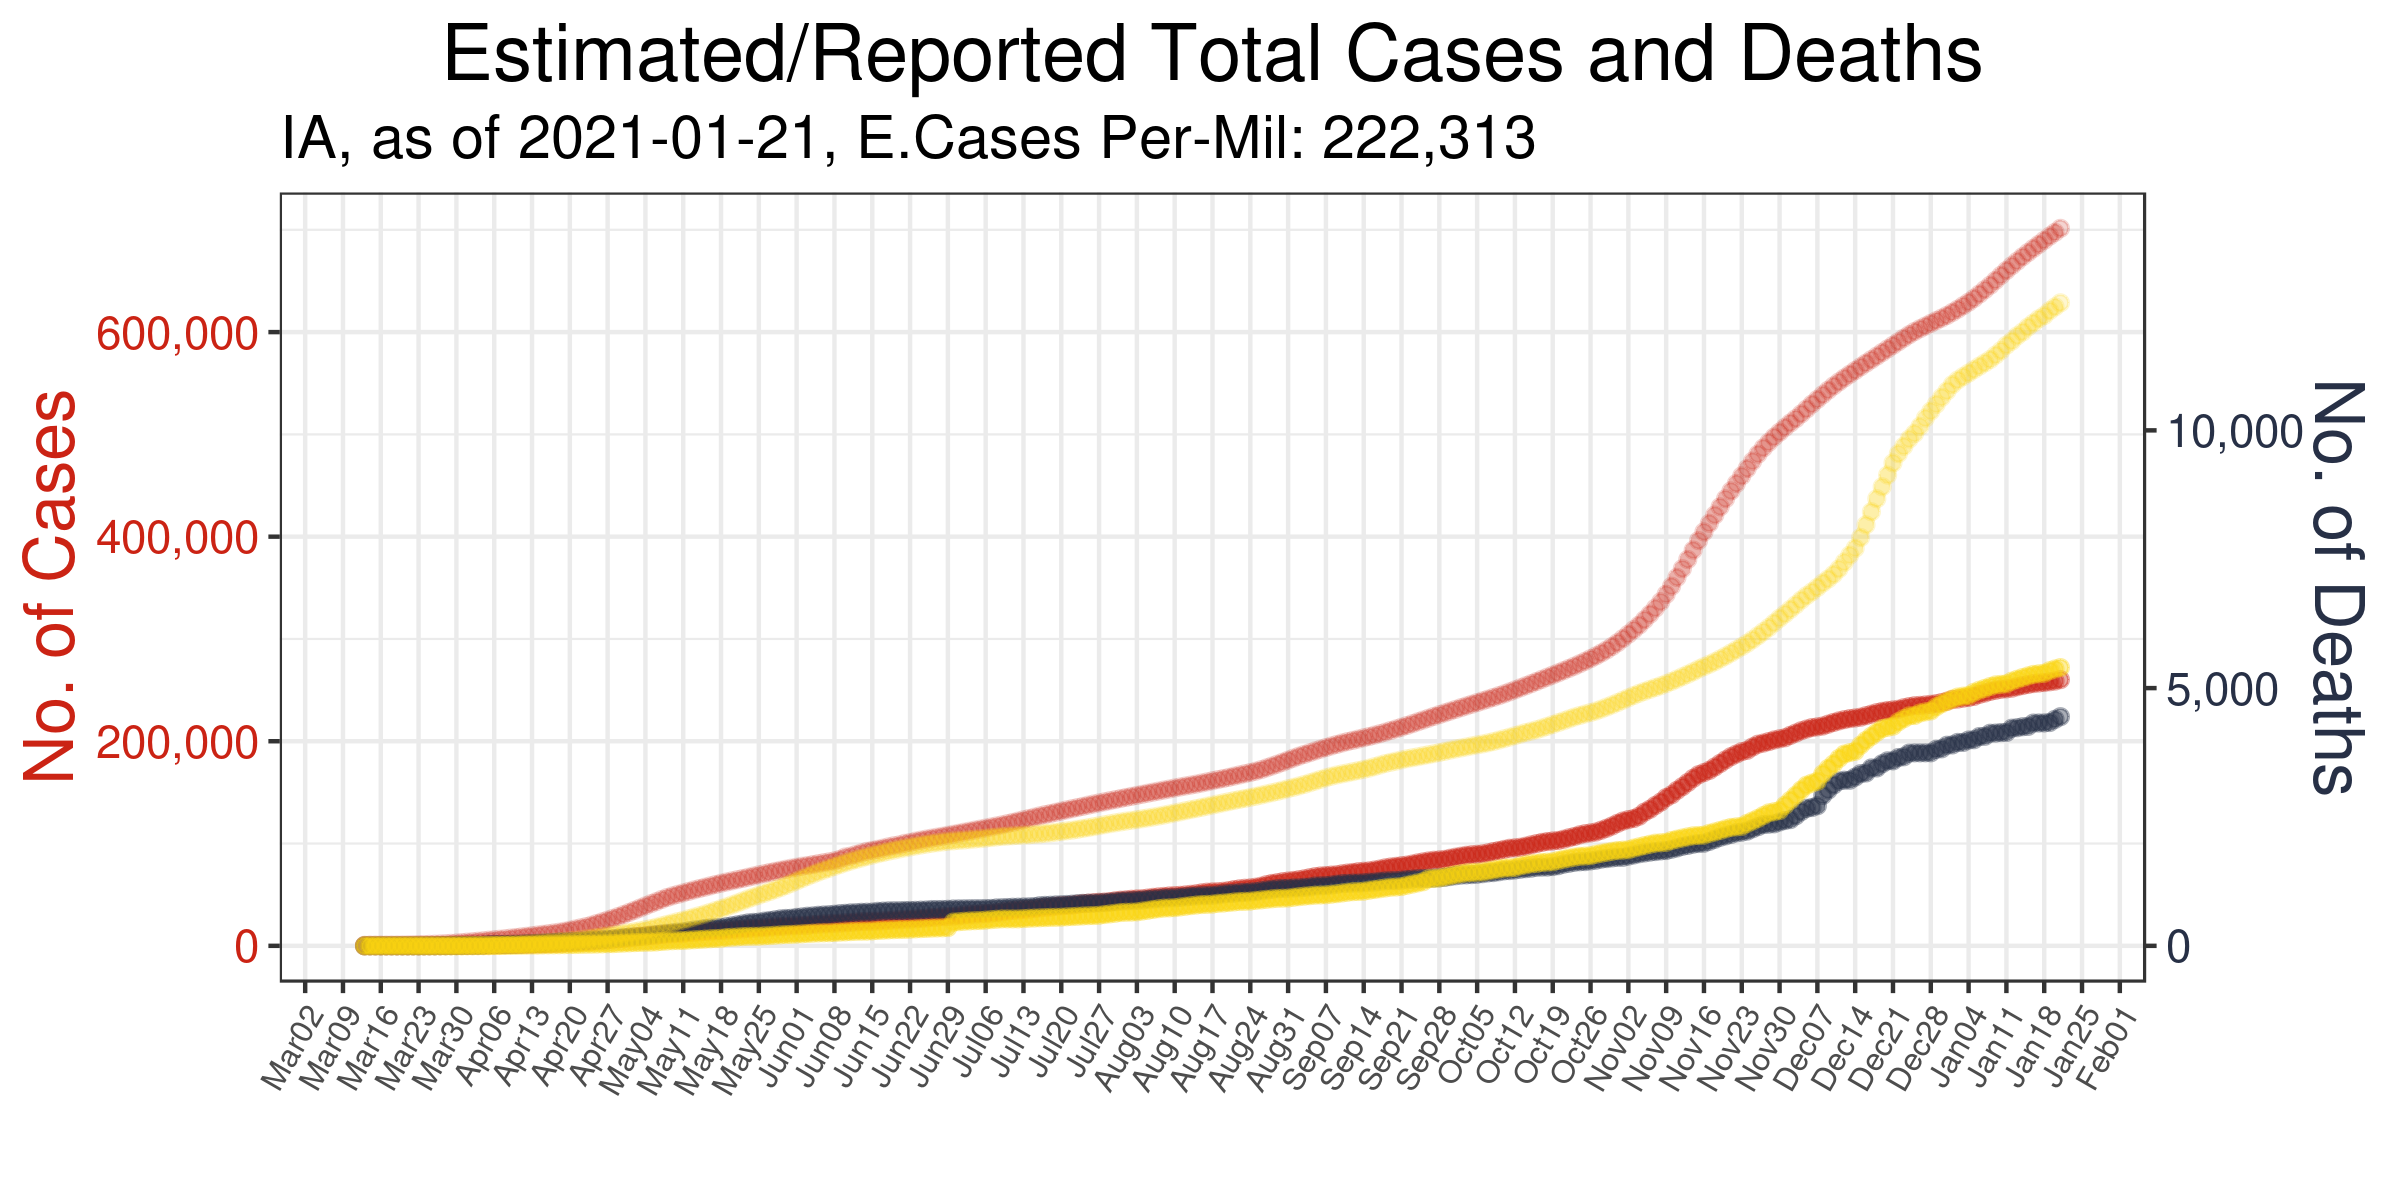 Estimated/Reported Total Cases and Deaths
IA, as of 2021-01-21, E.Cases Per-Mil: 222,313
No. of Cases
600,000
400,000
200,000
0
No. of Deaths
10,000
5,000
0
Mar02
Mar09
Mar16
Mar23
Mar30
Apr06
Apr13
Apr20
Apr27
May04
May11
May18
May25
Jun01
Jun08
Jun15
Jun22
Jun29
Jul06
Jul13
Jul20
Jul27
Aug03
Aug10
Aug17
Aug24
Aug31
Sep07
Sep14
Sep21
Sep28
Oct05
Oct12
Oct19
Oct26
Nov02
Nov09
Nov16
Nov23
Nov30
Dec07
Dec14
Dec21
Dec28
Jan04
Jan11
Jan18
Jan25
Feb01